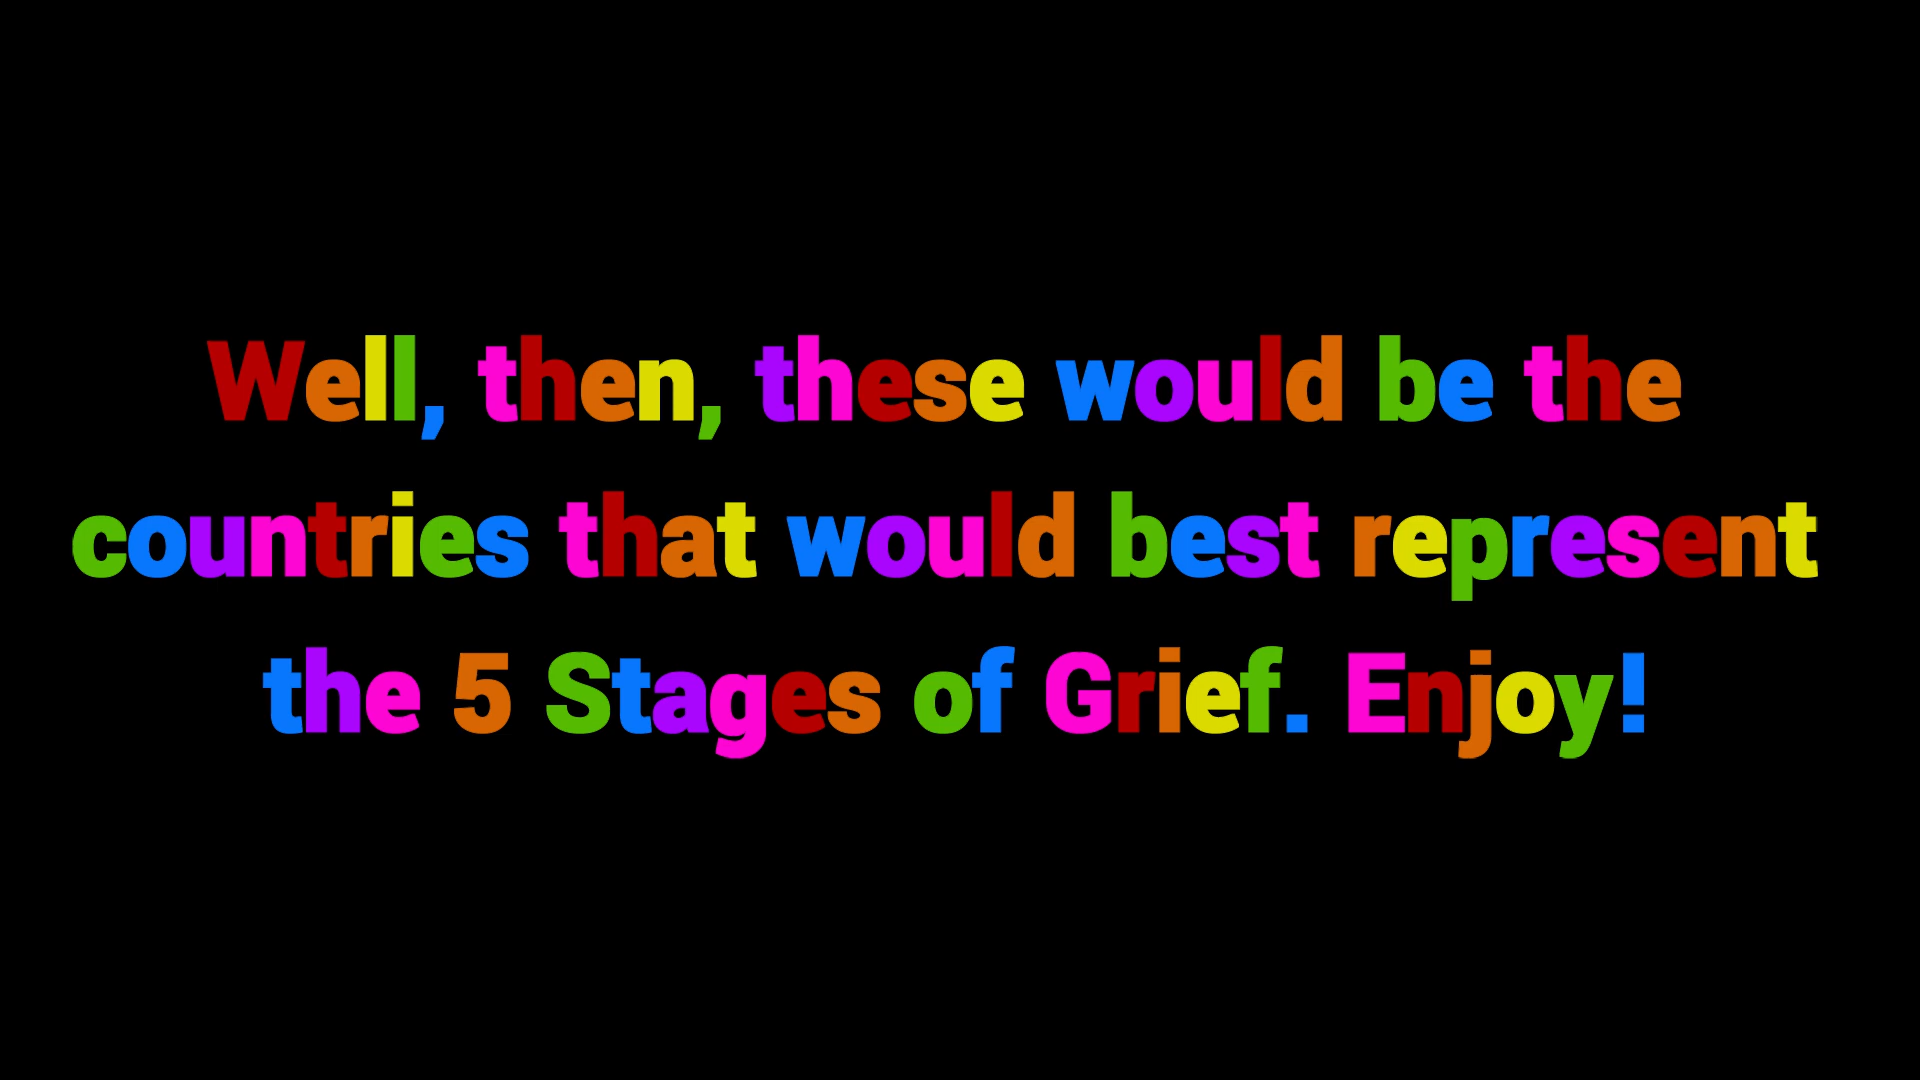 Well, then, these would be the
countries that would best represent
the 5 Stages of Grief. Enjoy!